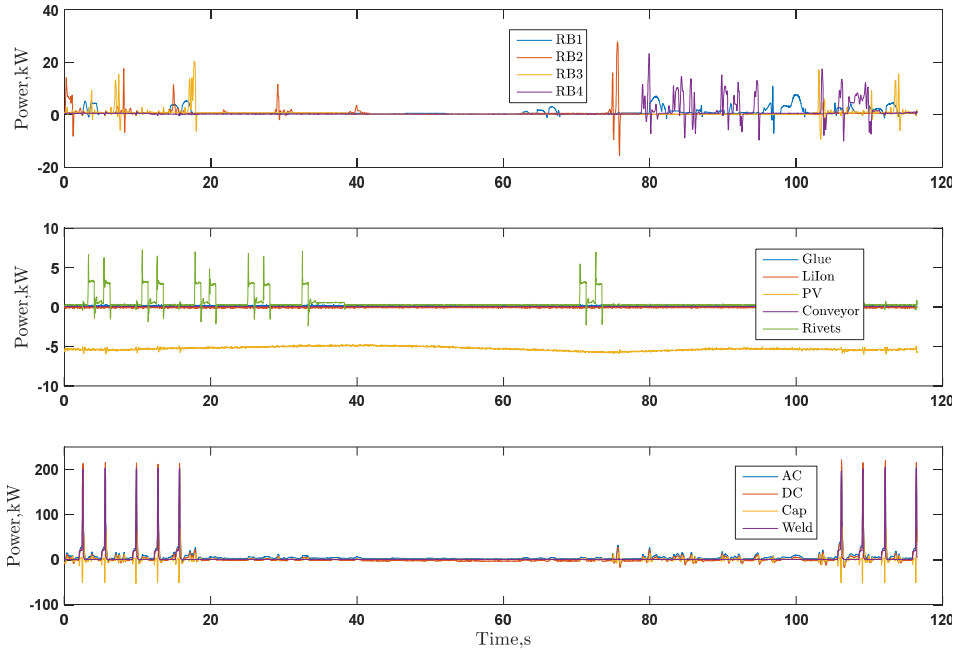 Power,kW
40
20
0
-20
0 20 40 60 80 100 120
RB1
RB2
RB3
RB4
Power,kW
10
5
0
-5
-10
0 20 40 60 80 100 120
Glue
LiIon
PV
Conveyor
Rivets
Power,kW
200
100
0
-100
0 20 40 60 80 100 120
AC
DC
Cap
Weld
Time,s